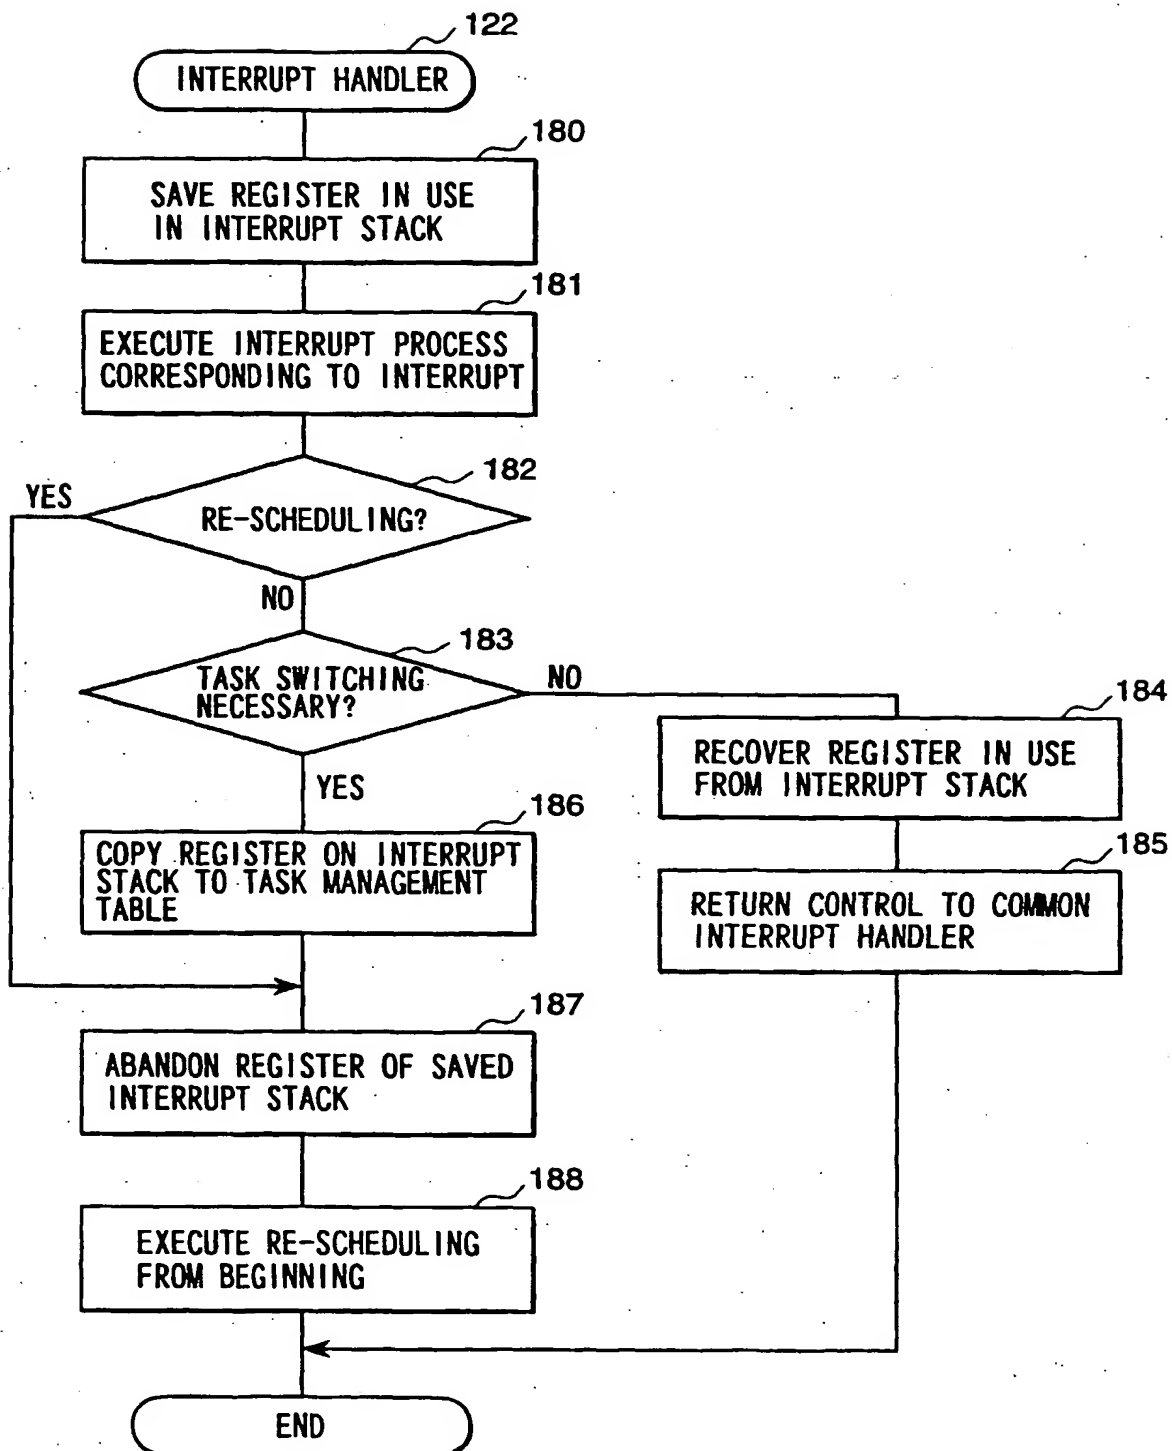 122
INTERRUPT HANDLER
180
SAVE REGISTER IN USE
IN INTERRUPT STACK
181
EXECUTE INTERRUPT PROCESS
CORRESPONDING TO INTERRUPT
182
YES
RE-SCHEDULING?
NO
183
TASK SWITCHING
NECESSARY?
NO
184
RECOVER REGISTER IN USE
FROM INTERRUPT STACK
YES
186
COPY REGISTER ON INTERRUPT
STACK TO TASK MANAGEMENT
TABLE
185
RETURN CONTROL TO COMMON
INTERRUPT HANDLER
187
ABANDON REGISTER OF SAVED
INTERRUPT STACK
188
EXECUTE RE-SCHEDULING
FROM BEGINNING
END